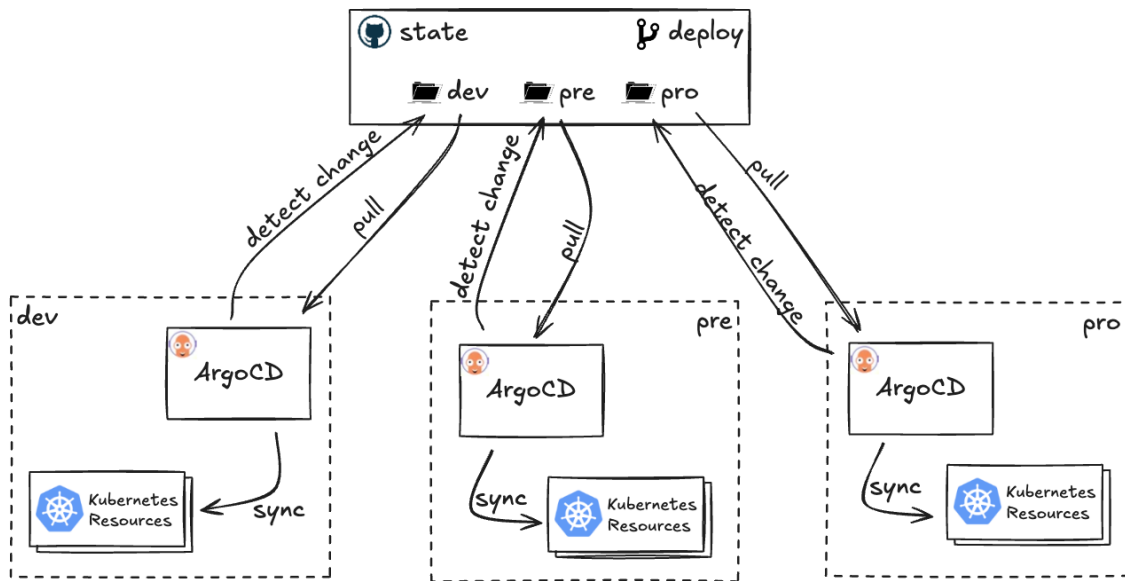 state
deploy
dev
pre
pro
detect change
pull
detect change
pull
detect change
pull
dev
ArgoCD
sync
Kubernetes
Resources
pre
ArgoCD
sync
Kubernetes
Resources
pro
ArgoCD
sync
Kubernetes
Resources